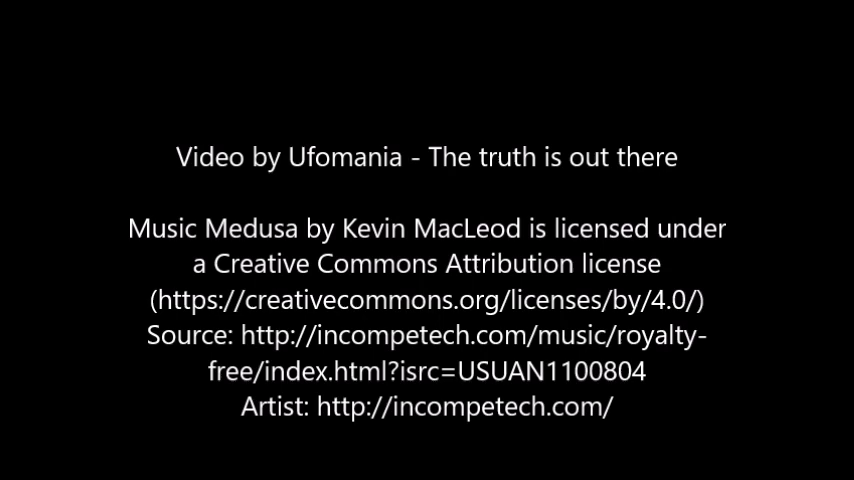 Video by Ufomania - The truth is out there
Music Medusa by Kevin MacLeod is licensed under
a Creative Commons Attribution license
(https://creativecommons.org/licenses/by/4.0/)
Source: http://incompetech.com/music/royalty-
free/index.html?isrc=USUAN1100804
Artist: http://incompetech.com/